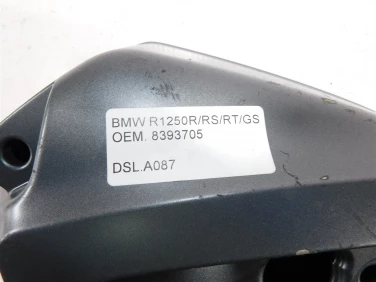 BMW R1250R/RS/RT/GS
OEM. 8393705
DSL.A087